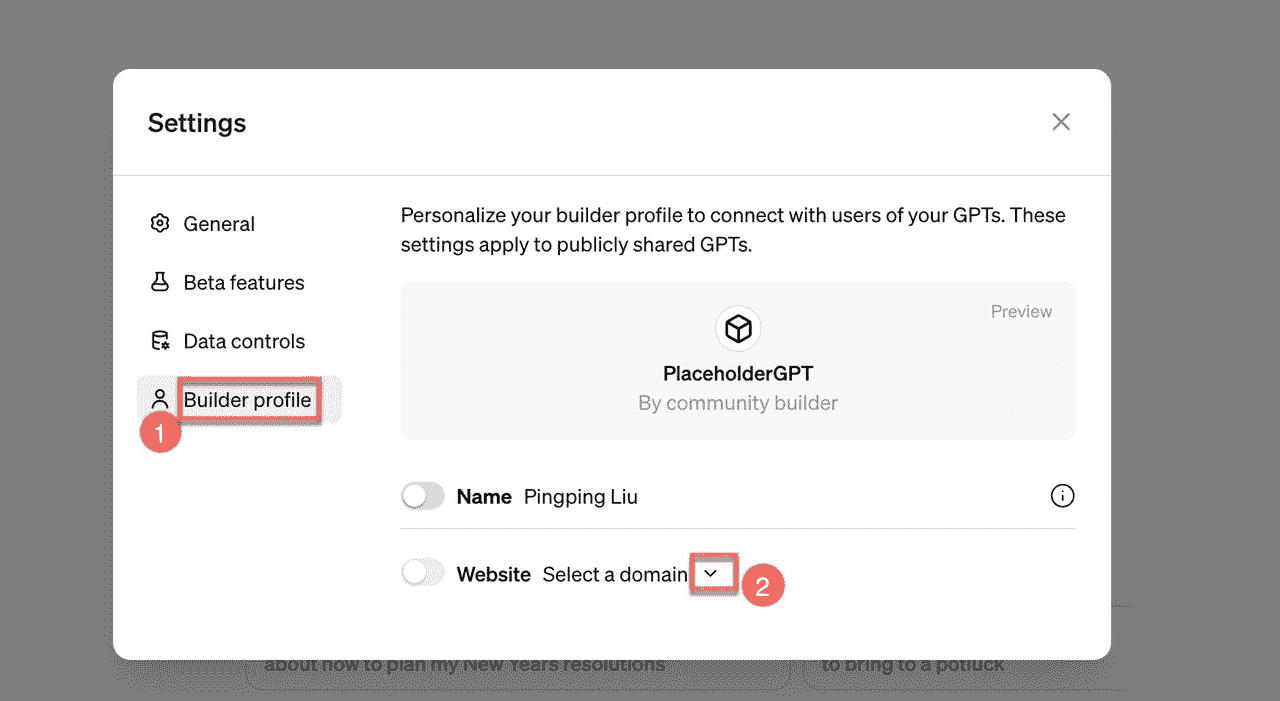 Settings
General
Beta features
Data controls
Builder profile
1
Personalize your builder profile to connect with users of your GPTs. These
settings apply to publicly shared GPTs.
Preview
PlaceholderGPT
By community builder
Name Pingping Liu
Website Select a domain
2
about how to plan my New Years resolutions
to bring to a potluck